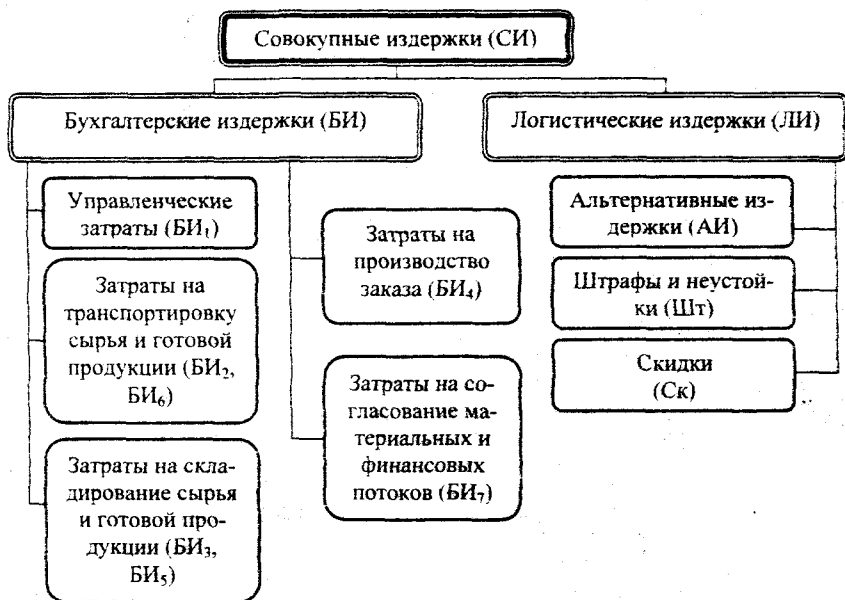 Совокупные издержки (СИ)
Бухгалтерские издержки (БИ)
Логистические издержки (ЛИ)
Управленческие
затраты (БИ₁)
Затраты на
транспортировку
сырья и готовой
продукции (БИ₂,
БИ₆)
Затраты на скла-
дирование сырья
и готовой про-
дукции (БИ₃,
БИ₅)
Затраты на
производство
заказа (БИ₄)
Затраты на со-
гласование ма-
териальных и
финансовых
потоков (БИ₇)
Альтернативные из-
держки (АИ)
Штрафы и неустой-
ки (Шт)
Скидки
(Ск)